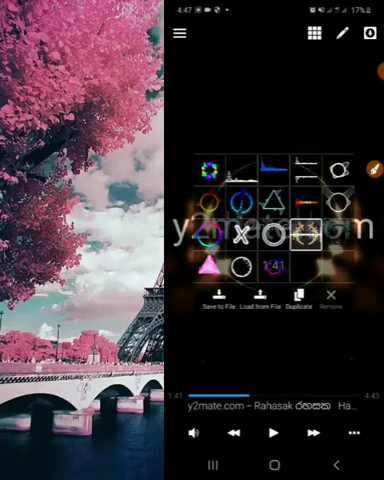 4:47
17%
y2mate.com
1:41
Save to File Load from File Duplicate Remove
1:41 4:43
y2mate.com – Rahasak රහසක Ha...